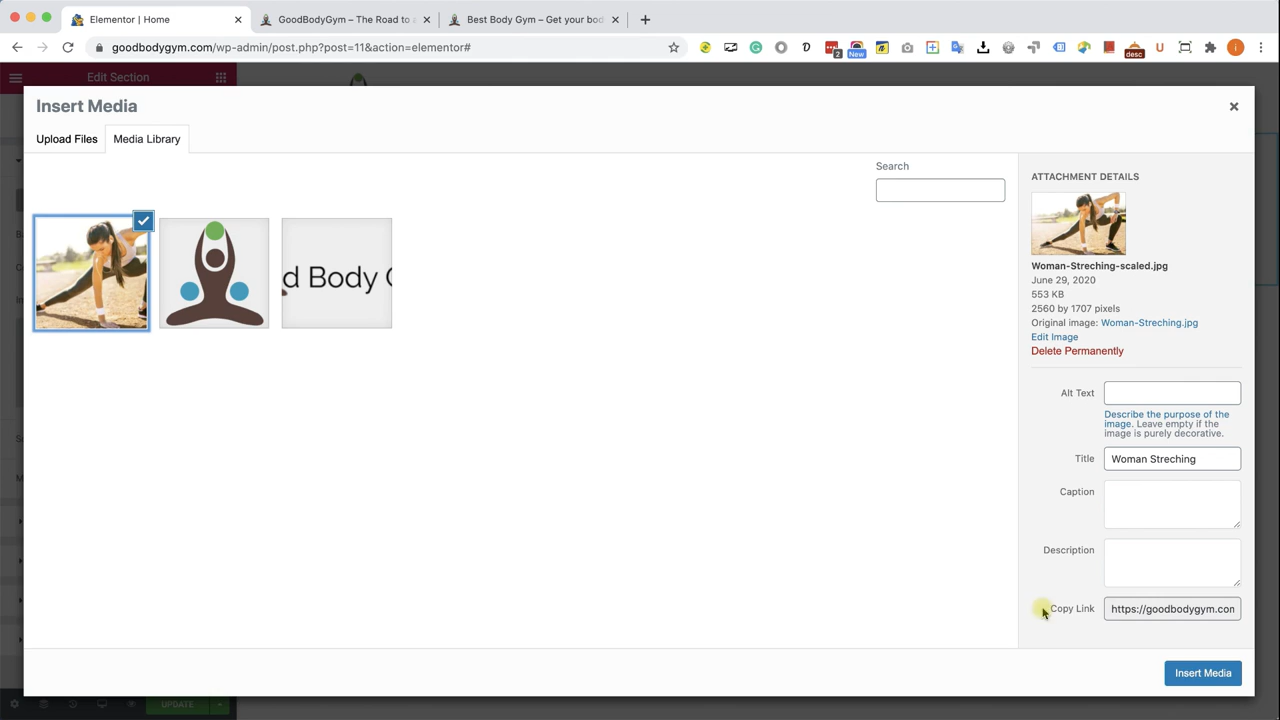 Elementor | Home
GoodBodyGym – The Road to a
Best Body Gym – Get your bod
goodbodygym.com/wp-admin/post.php?post=11&action=elementor#
2
New
desc
i
Edit Section
Insert Media
Upload Files
Media Library
Search
d Body
ATTACHMENT DETAILS
Woman-Streching-scaled.jpg
June 29, 2020
553 KB
2560 by 1707 pixels
Original image: Woman-Streching.jpg
Edit Image
Delete Permanently
Alt Text
Describe the purpose of the
image. Leave empty if the
image is purely decorative.
Title
Woman Streching
Caption
Description
Copy Link
https://goodbodygym.con
Insert Media
UPDATE